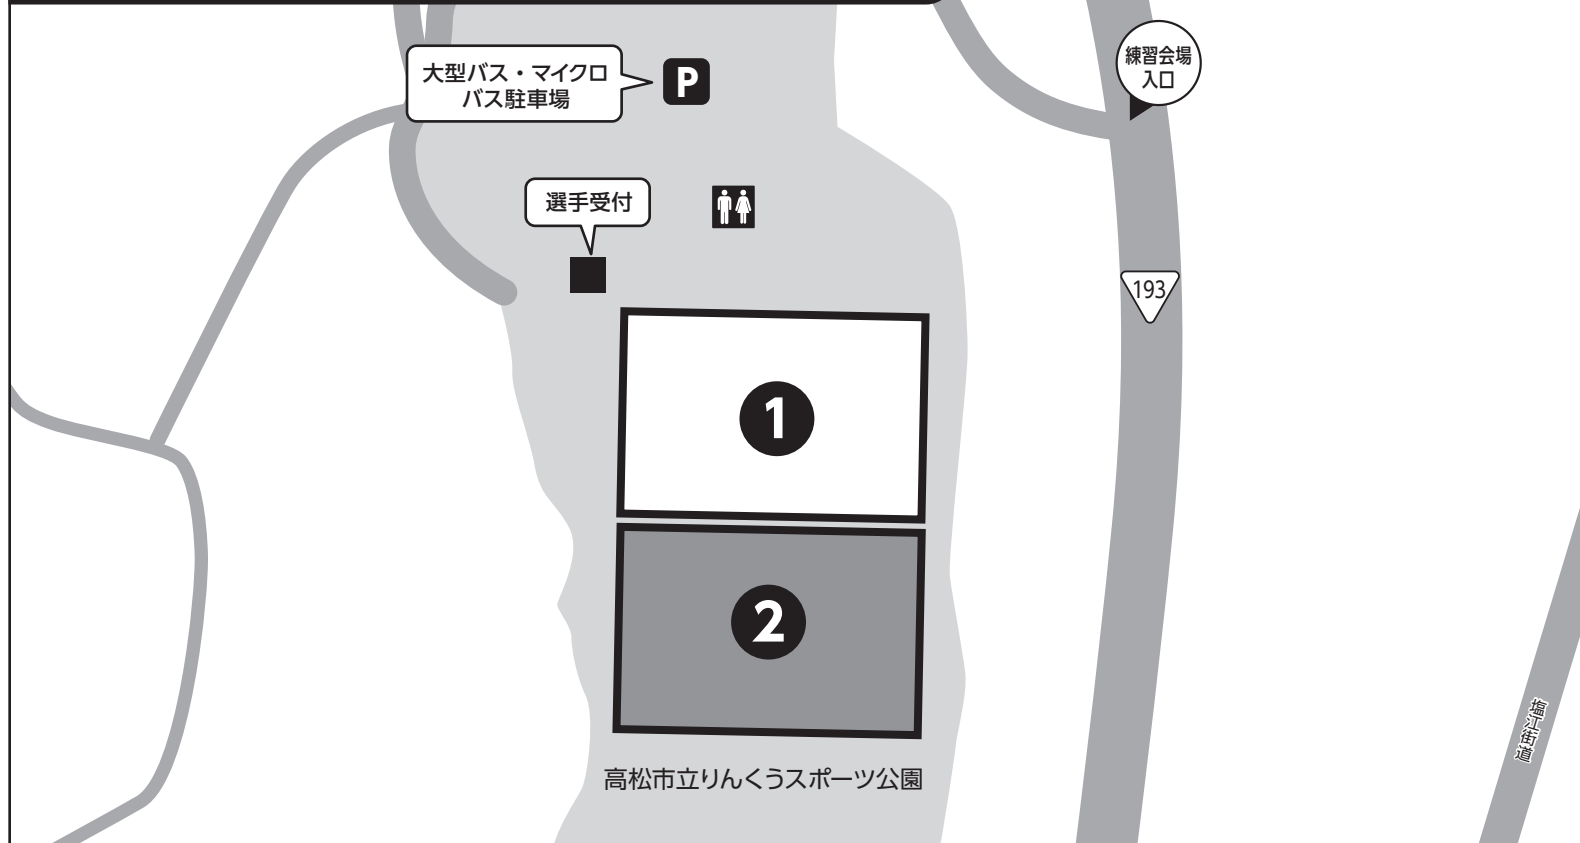 大型バス・マイクロ
バス駐車場
P
練習会場
入口
選手受付
193
1
2
塩江街道
高松市立りんくうスポーツ公園